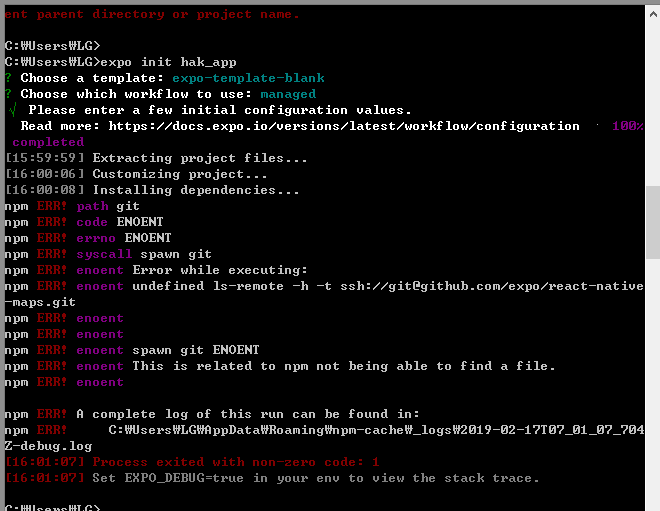 ent parent directory or project name.
C:₩Users₩LG>
C:₩Users₩LG>expo init hak_app
? Choose a template: expo-template-blank
? Choose which workflow to use: managed
√ Please enter a few initial configuration values.
Read more: https://docs.expo.io/versions/latest/workflow/configuration · 100%
completed
[15:59:59] Extracting project files...
[16:00:06] Customizing project...
[16:00:08] Installing dependencies...
npm ERR! path git
npm ERR! code ENOENT
npm ERR! errno ENOENT
npm ERR! syscall spawn git
npm ERR! enoent Error while executing:
npm ERR! enoent undefined ls-remote -h -t ssh://git@github.com/expo/react-native
-maps.git
npm ERR! enoent
npm ERR! enoent
npm ERR! enoent spawn git ENOENT
npm ERR! enoent This is related to npm not being able to find a file.
npm ERR! enoent
npm ERR! A complete log of this run can be found in:
npm ERR!     C:₩Users₩LG₩AppData₩Roaming₩npm-cache₩_logs₩2019-02-17T07_01_07_704
Z-debug.log
[16:01:07] Process exited with non-zero code: 1
[16:01:07] Set EXPO_DEBUG=true in your env to view the stack trace.
C:₩Users₩LG>